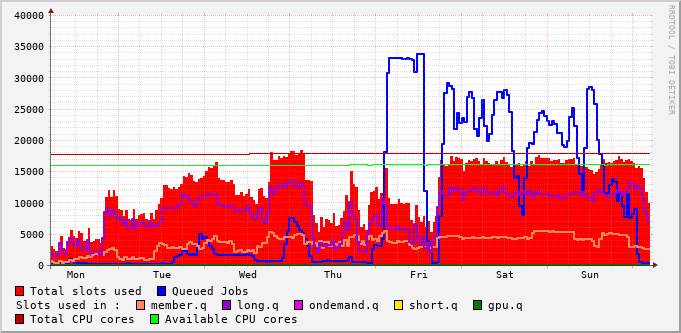 40000
35000
30000
25000
20000
15000
10000
5000
0
Mon Tue Wed Thu Fri Sat Sun
RRDTOOL / TOBI OETIKER
Total slots used Queued Jobs
Slots used in : member.q long.q ondemand.q short.q gpu.q
Total CPU cores Available CPU cores